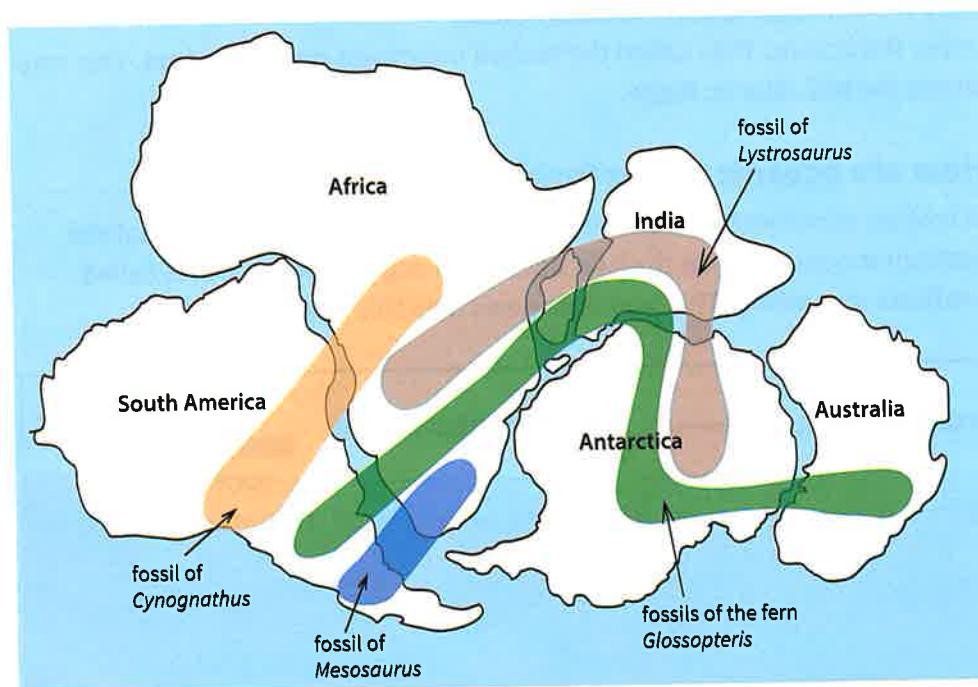 fossil of
Lystrosaurus
Africa
India
South America
Australia
Antarctica
fossil of
Cynognathus
fossil of
Mesosaurus
fossils of the fern
Glossopteris